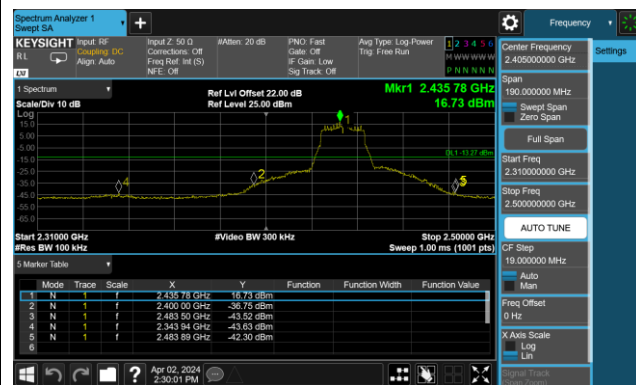 Spectrum Analyzer 1
Swept SA
Frequency
KEYSIGHT
RL
LXI
Input: RF
Coupling: DC
Align: Auto
Input Z: 50 Ω
Corrections: Off
Freq Ref: Int (S)
NFE: Off
#Atten: 20 dB
PNO: Fast
Gate: Off
IF Gain: Low
Sig Track: Off
Avg Type: Log-Power
Trig: Free Run
1 2 3 4 5 6
M W W W W W
P N N N N N
Center Frequency
2.405000000 GHz
Settings
Span
190.000000 MHz
Swept Span
Zero Span
Full Span
Start Freq
2.310000000 GHz
Stop Freq
2.500000000 GHz
AUTO TUNE
CF Step
19.000000 MHz
Auto
Man
Freq Offset
0 Hz
X Axis Scale
Log
Lin
Signal Track
(Span Zoom)
1 Spectrum
Scale/Div 10 dB
Ref Lvl Offset 22.00 dB
Ref Level 25.00 dBm
Mkr1 2.435 78 GHz
16.73 dBm
Log
15.0
5.00
-5.00
-15.0
-25.0
-35.0
-45.0
-55.0
-65.0
1
DL1 -13.27 dBm
2
4
5
Start 2.31000 GHz
#Res BW 100 kHz
#Video BW 300 kHz
Stop 2.50000 GHz
Sweep 1.00 ms (1001 pts)
5 Marker Table
Mode Trace Scale X Y Function Function Width Function Value
1 N 1 f 2.435 78 GHz 16.73 dBm
2 N 1 f 2.400 00 GHz -36.75 dBm
3 N 1 f 2.483 50 GHz -43.52 dBm
4 N 1 f 2.343 94 GHz -43.63 dBm
5 N 1 f 2.483 89 GHz -42.30 dBm
6
?
Apr 02, 2024
2:30:01 PM